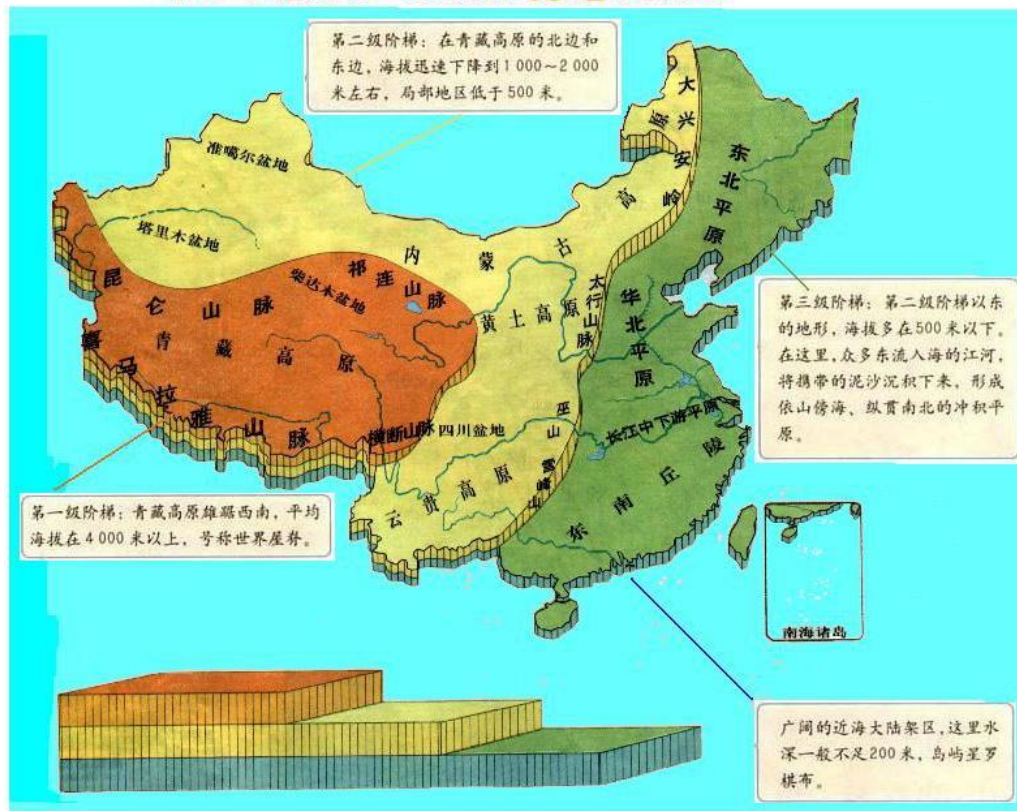 第二级阶梯：在青藏高原的北边和
东边，海拔迅速下降到1000～2000
米左右，局部地区低于500米。
大兴安岭
东北平原
准噶尔盆地
塔里木盆地
内蒙古高原
昆仑山脉
柴达木盆地
祁连山脉
黄土高原
太行山脉
华北平原
第三级阶梯：第二级阶梯以东
的地形，海拔多在500米以下。
在这里，众多东流入海的江河，
将携带的泥沙沉积下来，形成
依山傍海、纵贯南北的冲积平
原。
青藏高原
喜马拉雅山脉
横断山脉
四川盆地
巫山
长江中下游平原
雪峰山
云贵高原
东南丘陵
第一级阶梯：青藏高原雄踞西南，平均
海拔在4000米以上，号称世界屋脊。
南海诸岛
广阔的近海大陆架区，这里水
深一般不足200米，岛屿星罗
棋布。